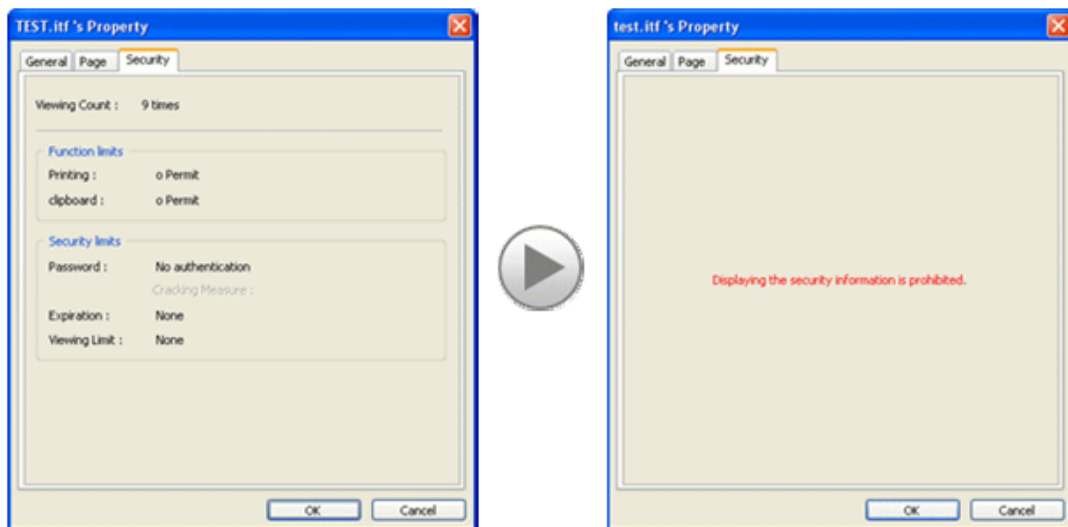 TEST.itf 's Property
General Page Security
Viewing Count : 9 times
Function limits
Printing : o Permit
clipboard : o Permit
Security limits
Password : No authentication
Cracking Measure :
Expiration : None
Viewing Limit : None
OK Cancel
test.itf 's Property
General Page Security
Displaying the security information is prohibited.
OK Cancel